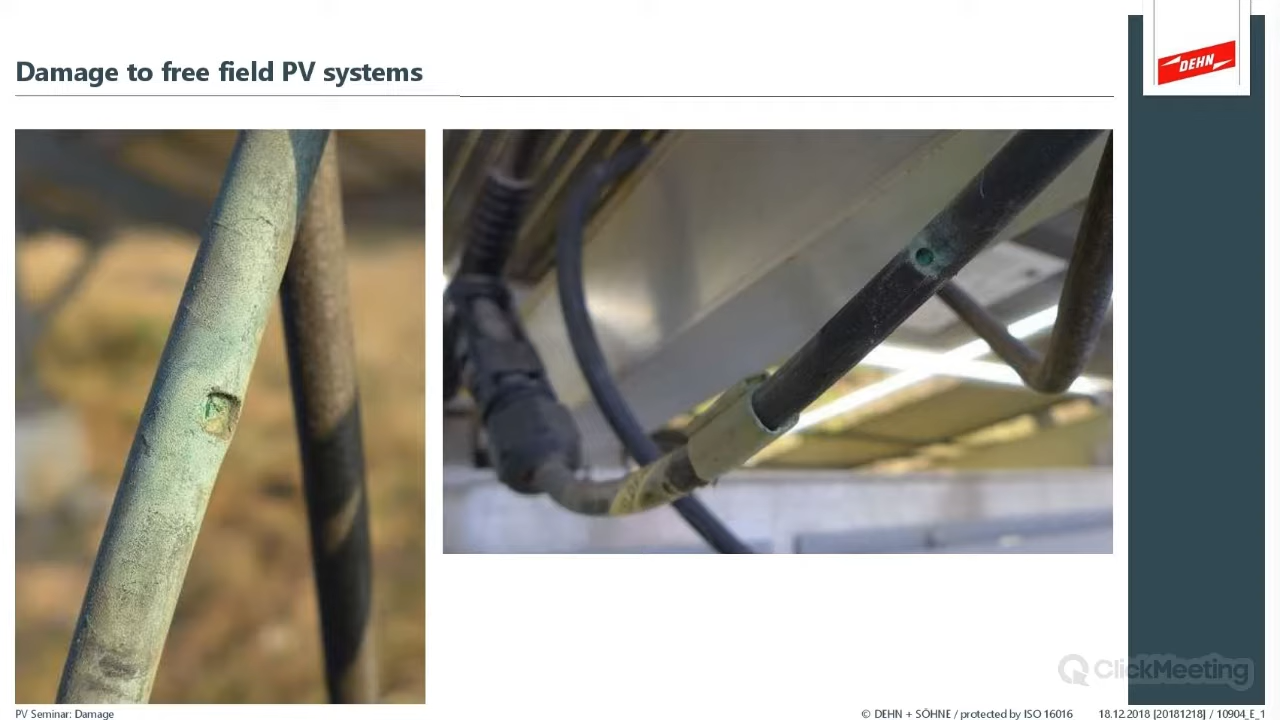 Damage to free field PV systems
DEHN
ClickMeeting
PV Seminar: Damage
© DEHN + SÖHNE / protected by ISO 16016
18.12.2018 [20181218] / 10904_E_1